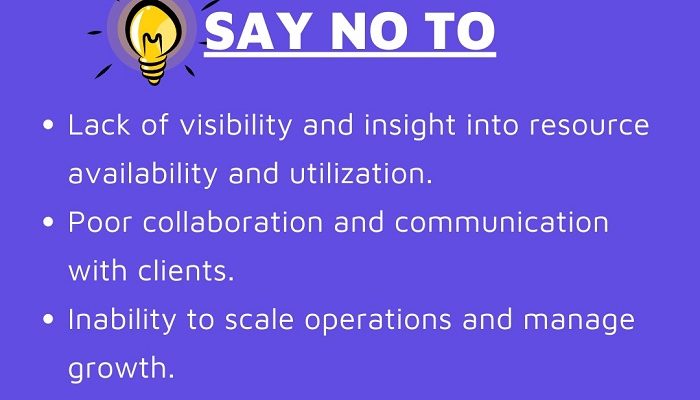 SAY NO TO
• Lack of visibility and insight into resource
availability and utilization.
• Poor collaboration and communication
with clients.
• Inability to scale operations and manage
growth.